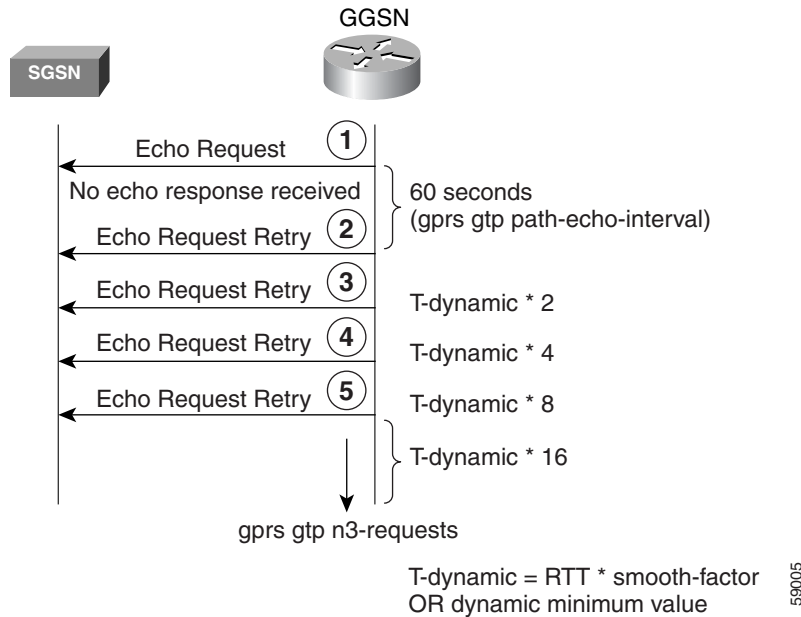 GGSN
SGSN
Echo Request
1
No echo response received
60 seconds
(gprs gtp path-echo-interval)
Echo Request Retry
2
Echo Request Retry
3
T-dynamic * 2
Echo Request Retry
4
T-dynamic * 4
Echo Request Retry
5
T-dynamic * 8
T-dynamic * 16
gprs gtp n3-requests
T-dynamic = RTT * smooth-factor
OR dynamic minimum value
59005